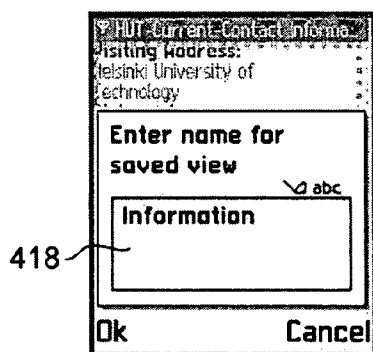 HUT-Current-Contact Informa
Visiting Address:
Helsinki University of
Technology
Enter name for
saved view
abc
Information
418
Ok Cancel